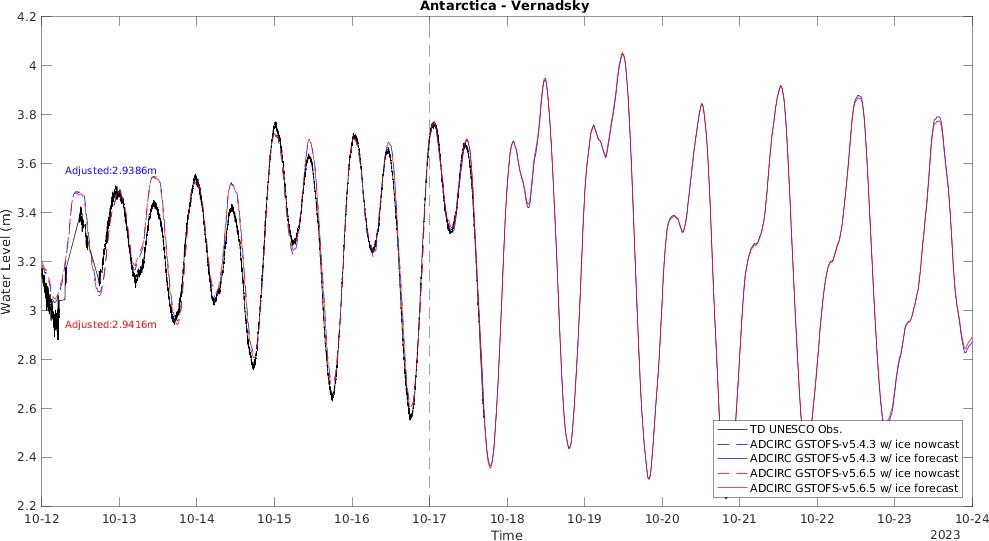 Antarctica - Vernadsky
4.2
4
3.8
3.6
3.4
3.2
3
2.8
2.6
2.4
2.2
Water Level (m)
Adjusted:2.9386m
Adjusted:2.9416m
TD UNESCO Obs.
ADCIRC GSTOFS-v5.4.3 w/ ice nowcast
ADCIRC GSTOFS-v5.4.3 w/ ice forecast
ADCIRC GSTOFS-v5.6.5 w/ ice nowcast
ADCIRC GSTOFS-v5.6.5 w/ ice forecast
10-12 10-13 10-14 10-15 10-16 10-17 10-18 10-19 10-20 10-21 10-22 10-23 10-24
Time
2023